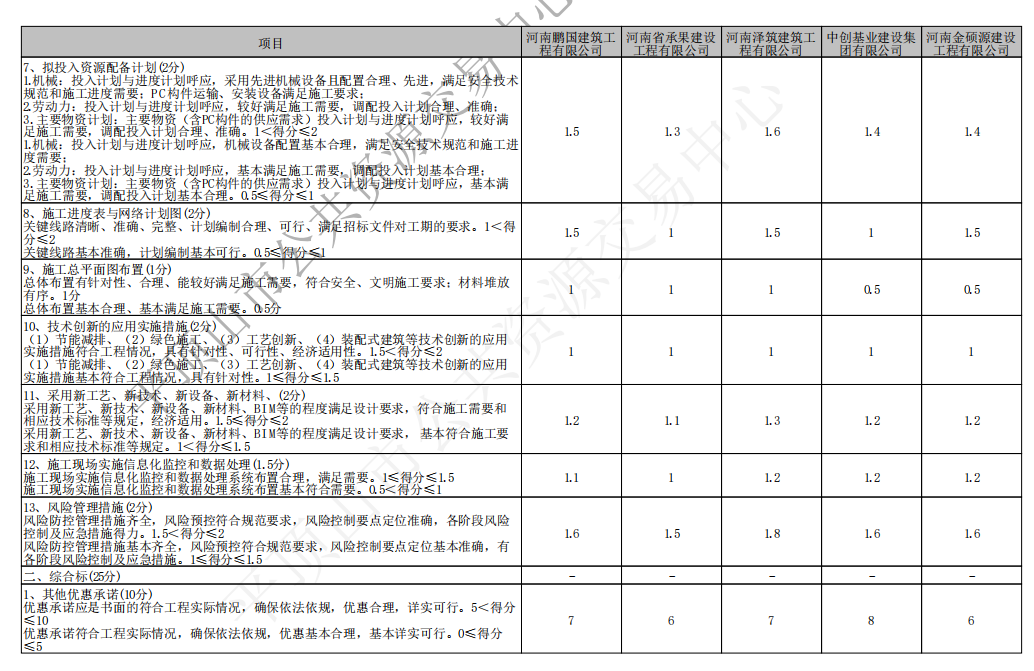 项目
河南鹏国建筑工
程有限公司
河南省承果建设
工程有限公司
河南泽筑建筑工
程有限公司
中创基业建设集
团有限公司
河南金硕源建设
工程有限公司
7、拟投入资源配备计划(2分)
1.机械：投入计划与进度计划呼应，采用先进机械设备且配置合理、先进，满足安全技术
规范和施工进度需要；PC构件运输、安装设备满足施工要求；
2.劳动力：投入计划与进度计划呼应，较好满足施工需要，调配投入计划合理、准确；
3.主要物资计划：主要物资（含PC构件的供应需求）投入计划与进度计划呼应，较好满
足施工需要，调配投入计划合理、准确。1＜得分≤2
1.机械：投入计划与进度计划呼应，机械设备配置基本合理，满足安全技术规范和施工进
度需要；
2.劳动力：投入计划与进度计划呼应，基本满足施工需要，调配投入计划基本合理；
3.主要物资计划：主要物资（含PC构件的供应需求）投入计划与进度计划呼应，基本满
足施工需要，调配投入计划基本合理。0.5≤得分≤1
1.5
1.3
1.6
1.4
1.4
8、施工进度表与网络计划图(2分)
关键线路清晰、准确、完整、计划编制合理、可行、满足招标文件对工期的要求。1＜得
分≤2
关键线路基本准确，计划编制基本可行。0.5≤得分≤1
1.5
1
1.5
1
1.5
9、施工总平面图布置(1分)
总体布置有针对性、合理、能较好满足施工需要，符合安全、文明施工要求；材料堆放
有序。1分
总体布置基本合理、基本满足施工需要。0.5分
1
1
1
0.5
0.5
10、技术创新的应用实施措施(2分)
（1）节能减排、（2）绿色施工、（3）工艺创新、（4）装配式建筑等技术创新的应用
实施措施符合工程情况，具有针对性、可行性、经济适用性。1.5＜得分≤2
（1）节能减排、（2）绿色施工、（3）工艺创新、（4）装配式建筑等技术创新的应用
实施措施基本符合工程情况，具有针对性。1≤得分≤1.5
1
1
1
1
1
11、采用新工艺、新技术、新设备、新材料、(2分)
采用新工艺、新技术、新设备、新材料、BIM等的程度满足设计要求，符合施工需要和
相应技术标准等规定，经济适用。1.5≤得分≤2
采用新工艺、新技术、新设备、新材料、BIM等的程度满足设计要求， 基本符合施工要
求和相应技术标准等规定。1＜得分≤1.5
1.2
1.1
1.3
1.2
1.2
12、施工现场实施信息化监控和数据处理(1.5分)
施工现场实施信息化监控和数据处理系统布置合理，满足需要。1≤得分≤1.5
施工现场实施信息化监控和数据处理系统布置基本符合需要。0.5＜得分≤1
1.1
1
1.2
1.2
1.2
13、风险管理措施(2分)
风险防控管理措施齐全，风险预控符合规范要求，风险控制要点定位准确，各阶段风险
控制及应急措施得力。1.5＜得分≤2
风险防控管理措施基本齐全，风险预控符合规范要求，风险控制要点定位基本准确，有
各阶段风险控制及应急措施。1≤得分≤1.5
1.6
1.5
1.8
1.6
1.6
二、综合标(25分)
－
－
－
－
－
1、其他优惠承诺(10分)
优惠承诺应是书面的符合工程实际情况，确保依法依规，优惠合理，详实可行。5＜得分
≤10
优惠承诺符合工程实际情况，确保依法依规，优惠基本合理，基本详实可行。0≤得分
≤5
7
6
7
8
6
平顶山市公共资源交易中心
平顶山市公共资源交易中心